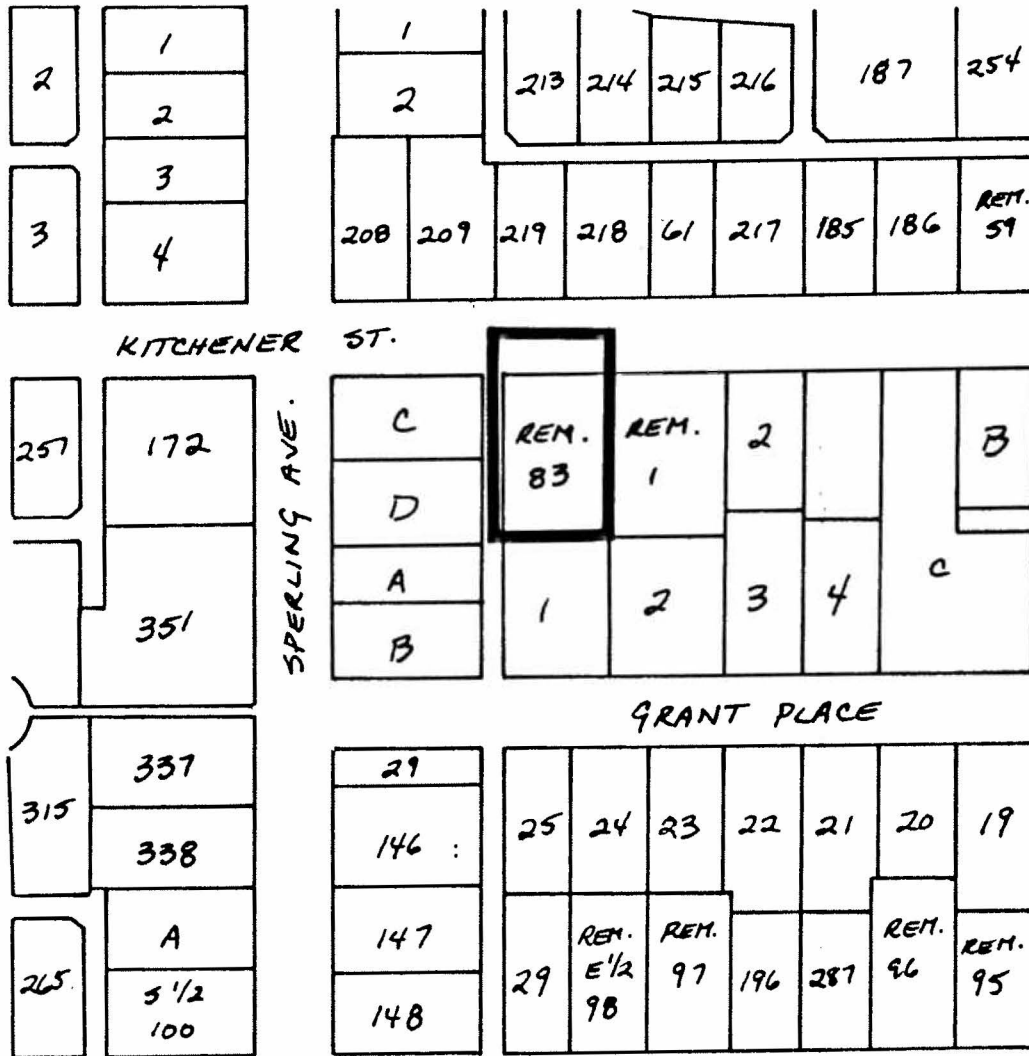 2
1
2
3
4
3
1
2
213 214 215 216
187 254
208 209 219 218 61 217 185 186 REM.
59
KITCHENER ST.
SPERLING AVE.
257
172
351
C
D
A
B
REM.
83
REM.
1
2
B
1
2
3
4
C
GRANT PLACE
315
337
338
A
S 1/2
100
265
29
146
147
148
25 24 23 22 21 20 19
29
REM.
E 1/2
98
REM.
97
196
287
REM.
96
REM.
95